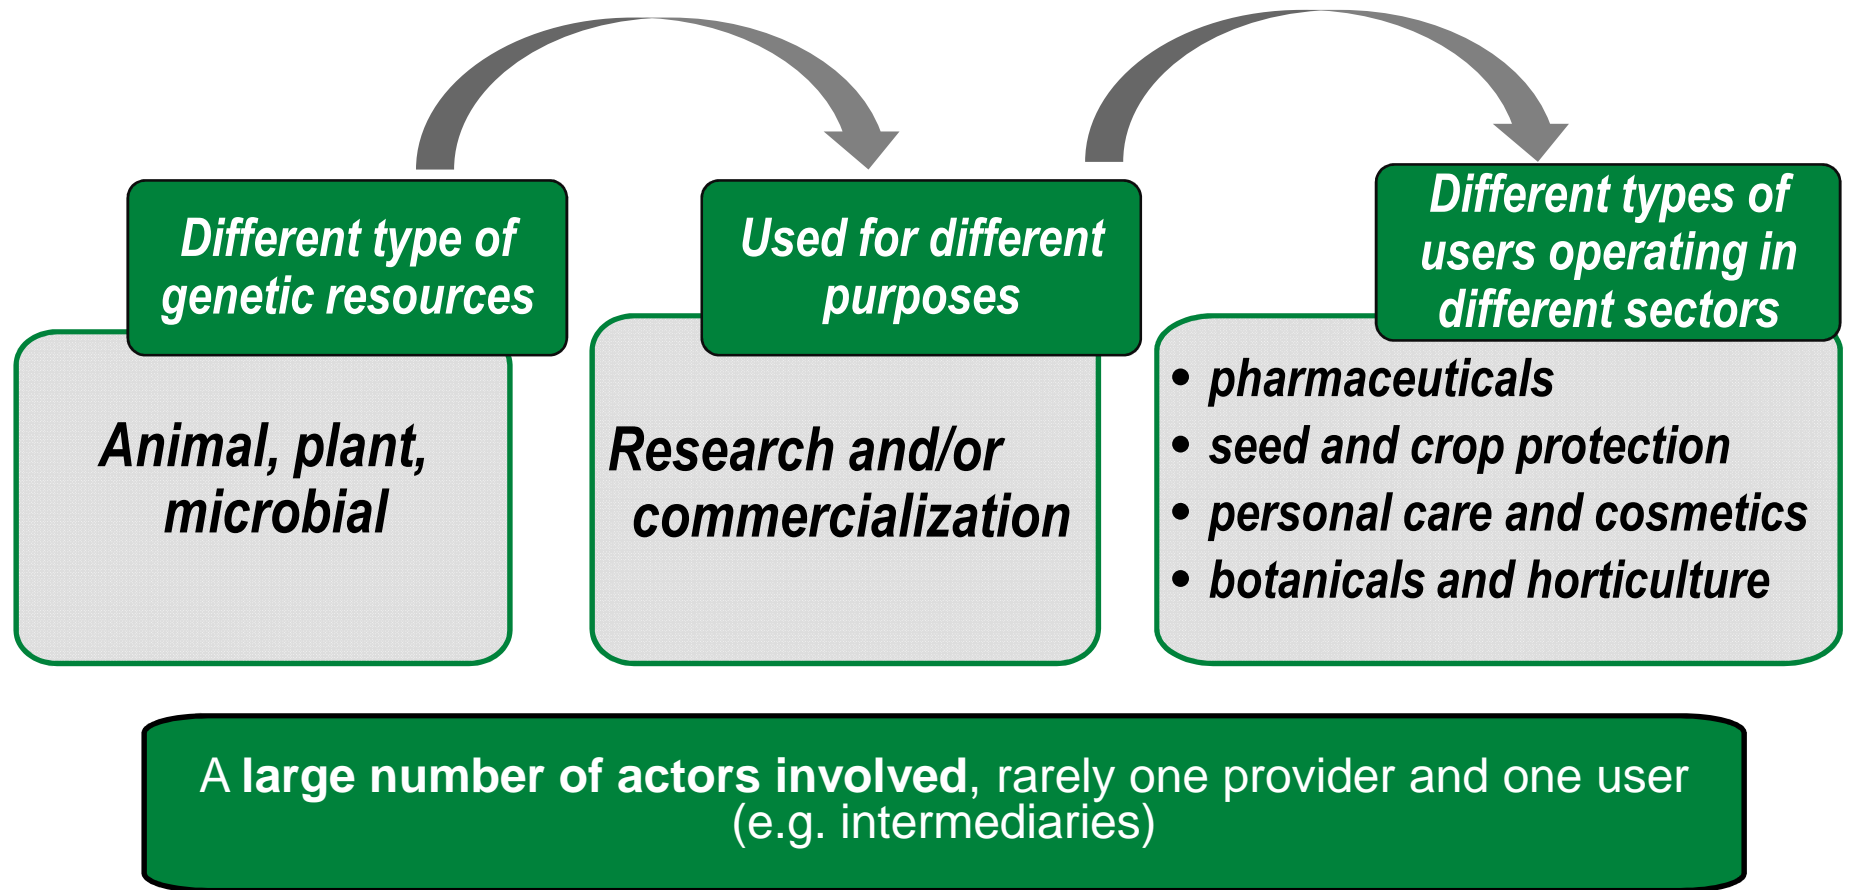 Different type of
genetic resources
Animal, plant,
microbial
Used for different
purposes
Research and/or
commercialization
Different types of
users operating in
different sectors
• pharmaceuticals
• seed and crop protection
• personal care and cosmetics
• botanicals and horticulture
A large number of actors involved, rarely one provider and one user
(e.g. intermediaries)